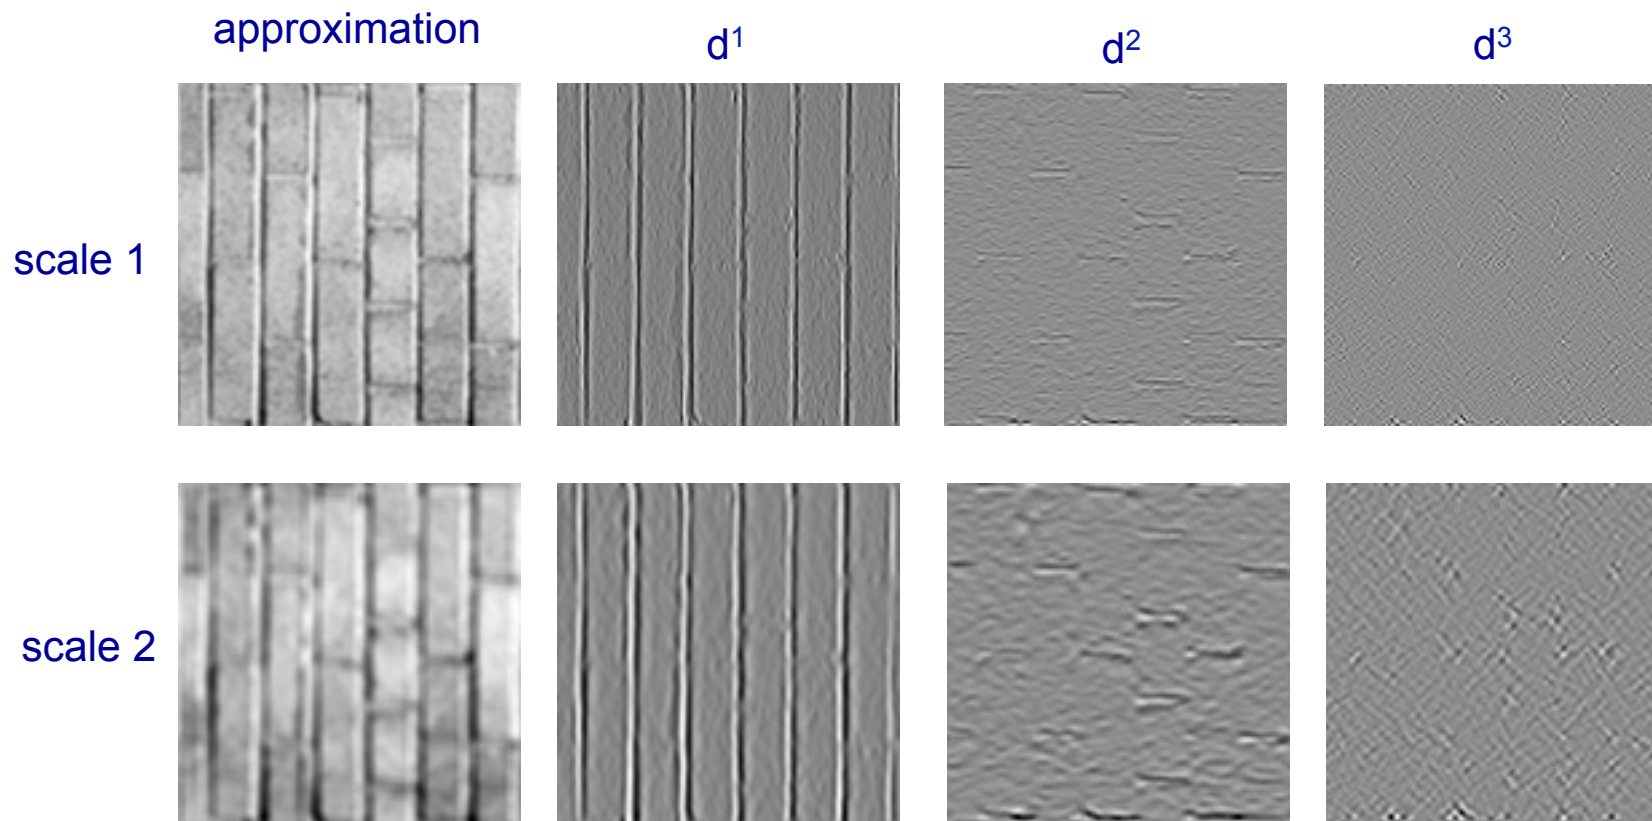 approximation d¹ d² d³
scale 1
scale 2